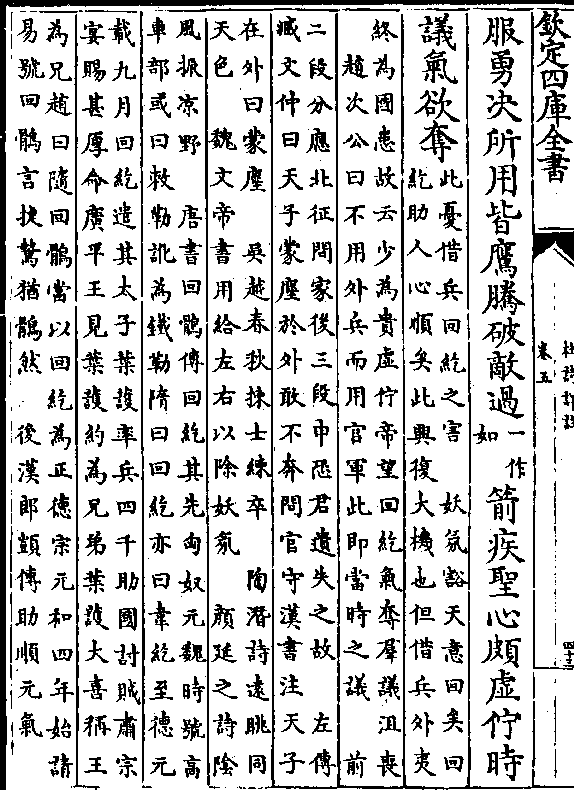 欽定四庫全書
杜詩詳註
卷五
四十三
服勇决所用皆鷹騰破敵過一作如箭疾聖心頗虚佇時
議氣欲奪
此憂借兵回紇之害 妖氛豁天意回矣回
紇助人心順矣此興復大機也但借兵外夷
終為國患故云少為貴虚佇帝望回紇氣奪羣議沮喪
趙次公曰不用外兵而用官軍此即當時之議 前
二段分應北征問家後三段申恐君遺失之故 左傳
臧文仲曰天子蒙塵於外敢不奔問官守漢書注天子
在外曰蒙塵 吳越春秋揀士練卒 陶潛詩遠眺同
天色 魏文帝書用給左右以除妖氛 顔延之詩陰
風振凉野 唐書回鶻傳回紇其先匈奴元魏時號高
車部或曰敕勒訛為鐵勒隋曰回紇亦曰韋紇至德元
載九月回紇遣其太子葉護率兵四千助國討賊肅宗
宴賜甚厚命廣平王見葉護約為兄弟葉護大喜稱王
為兄趙曰隨回鶻當以回紇為正德宗元和四年始請
易號回鶻言捷鷙猶鶻然 後漢郎顗傳助順元氣